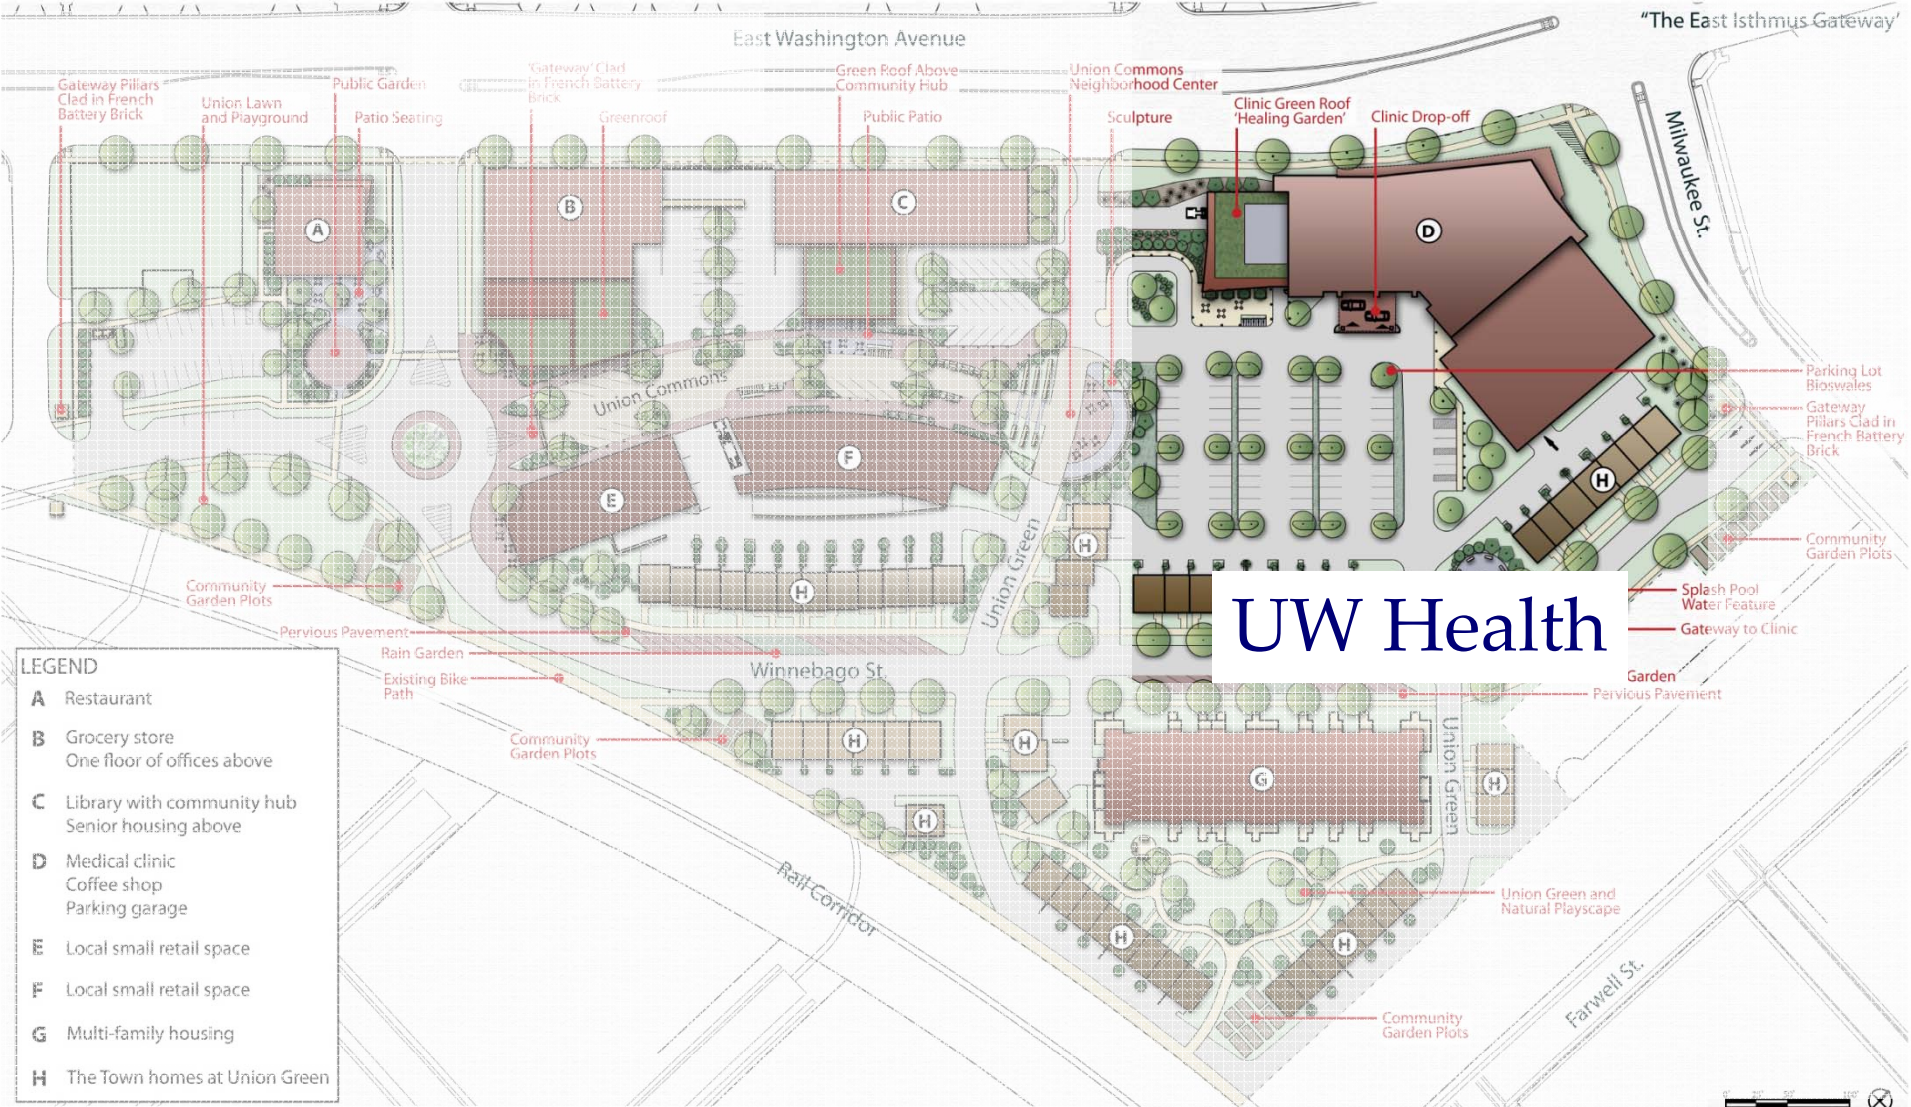 "The East Isthmus Gateway'
East Washington Avenue
Gateway Pillars
Clad in French
Battery Brick
Union Lawn
and Playground
Public Garden
Patio Seating
'Gateway' Clad
in French Battery
Brick
Greenroof
Green Roof Above
Community Hub
Public Patio
Union Commons
Neighborhood Center
Sculpture
Clinic Green Roof
'Healing Garden'
Clinic Drop-off
Milwaukee St.
A
B
C
D
Union Commons
Parking Lot
Bioswales
Gateway
Pillars Clad in
French Battery
Brick
E
F
H
H
H
Union Green
Community
Garden Plots
Community
Garden Plots
UW Health
Splash Pool
Water Feature
Gateway to Clinic
Garden
Pervious Pavement
Pervious Pavement
Rain Garden
Existing Bike
Path
Winnebago St.
Community
Garden Plots
H
H
G
H
Union Green
H
Rail Corridor
H
H
Union Green and
Natural Playscape
Community
Garden Plots
Farwell St.
LEGEND
A Restaurant
B Grocery store
One floor of offices above
C Library with community hub
Senior housing above
D Medical clinic
Coffee shop
Parking garage
E Local small retail space
F Local small retail space
G Multi-family housing
H The Town homes at Union Green